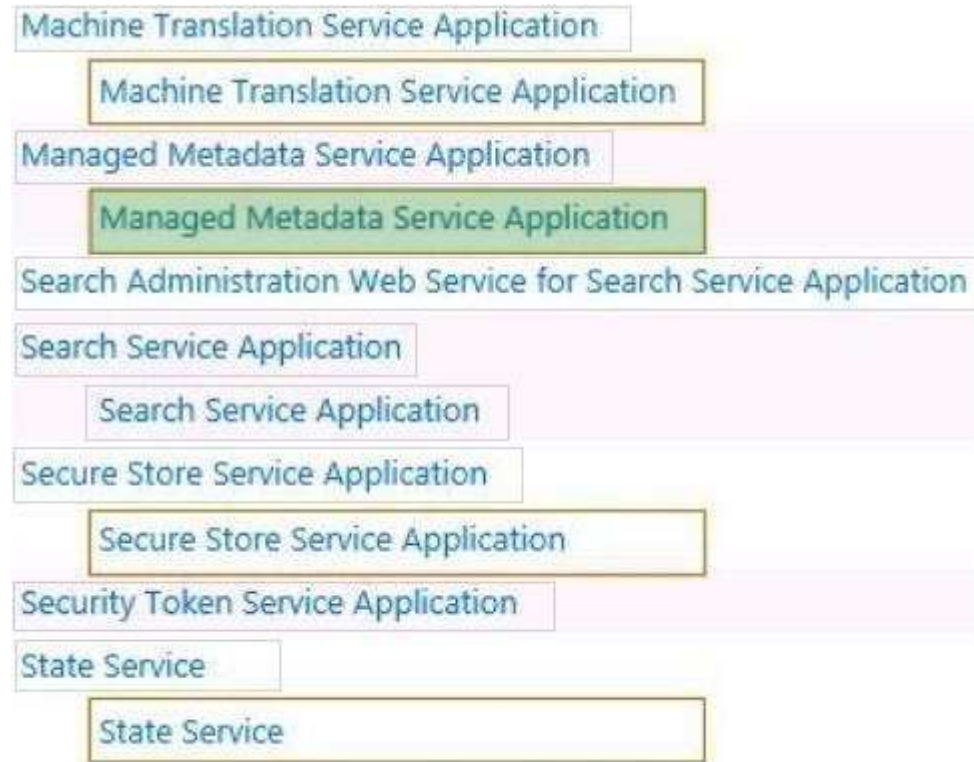 Machine Translation Service Application
Machine Translation Service Application
Managed Metadata Service Application
Managed Metadata Service Application
Search Administration Web Service for Search Service Application
Search Service Application
Search Service Application
Secure Store Service Application
Secure Store Service Application
Security Token Service Application
State Service
State Service